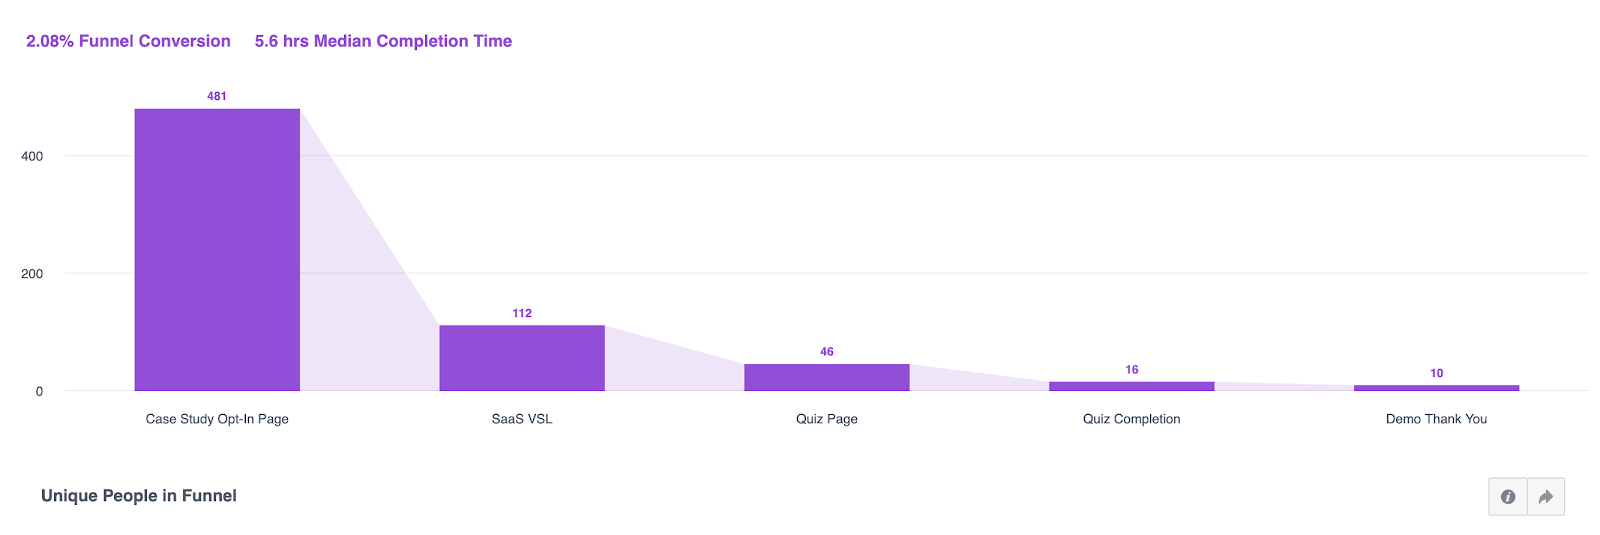 2.08% Funnel Conversion 5.6 hrs Median Completion Time
481
400
112
200
46
16
10
0
Case Study Opt-In Page SaaS VSL Quiz Page Quiz Completion Demo Thank You
Unique People in Funnel